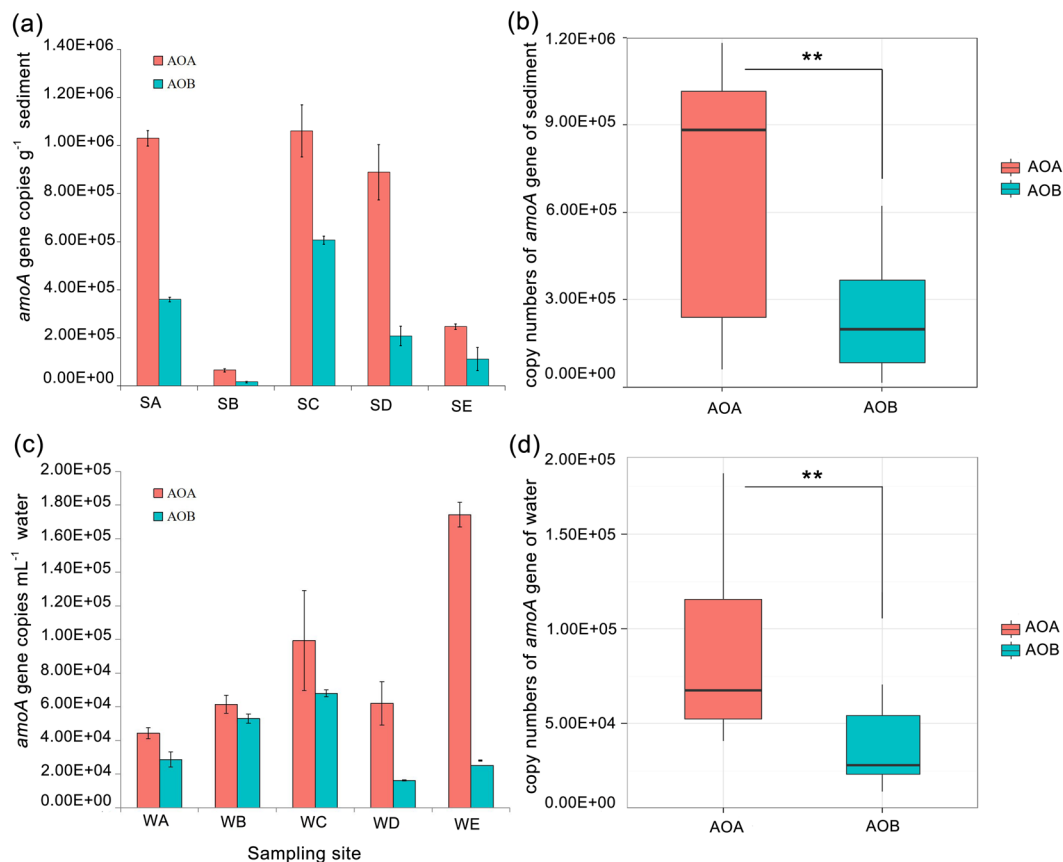 (a)
amoA gene copies g⁻¹ sediment
1.40E+06
1.20E+06
1.00E+06
8.00E+05
6.00E+05
4.00E+05
2.00E+05
0.00E+00
AOA
AOB
SA SB SC SD SE
(b)
copy numbers of amoA gene of sediment
1.20E+06
9.00E+05
6.00E+05
3.00E+05
0.00E+00
**
AOA AOB
AOA
AOB
(c)
amoA gene copies mL⁻¹ water
2.00E+05
1.80E+05
1.60E+05
1.40E+05
1.20E+05
1.00E+05
8.00E+04
6.00E+04
4.00E+04
2.00E+04
0.00E+00
AOA
AOB
WA WB WC WD WE
Sampling site
(d)
copy numbers of amoA gene of water
2.00E+05
1.50E+05
1.00E+05
5.00E+04
0.00E+00
**
AOA AOB
AOA
AOB